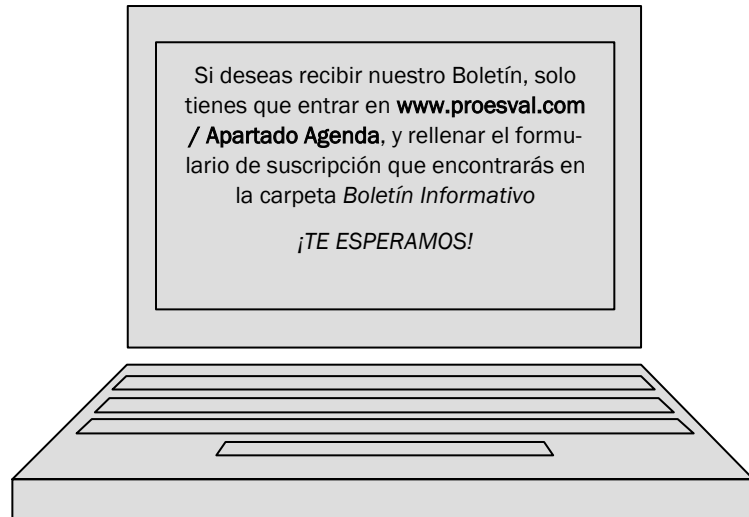 Si deseas recibir nuestro Boletín, solo
tienes que entrar en www.proesval.com
/ Apartado Agenda, y rellenar el formu-
lario de suscripción que encontrarás en
la carpeta Boletín Informativo
¡TE ESPERAMOS!